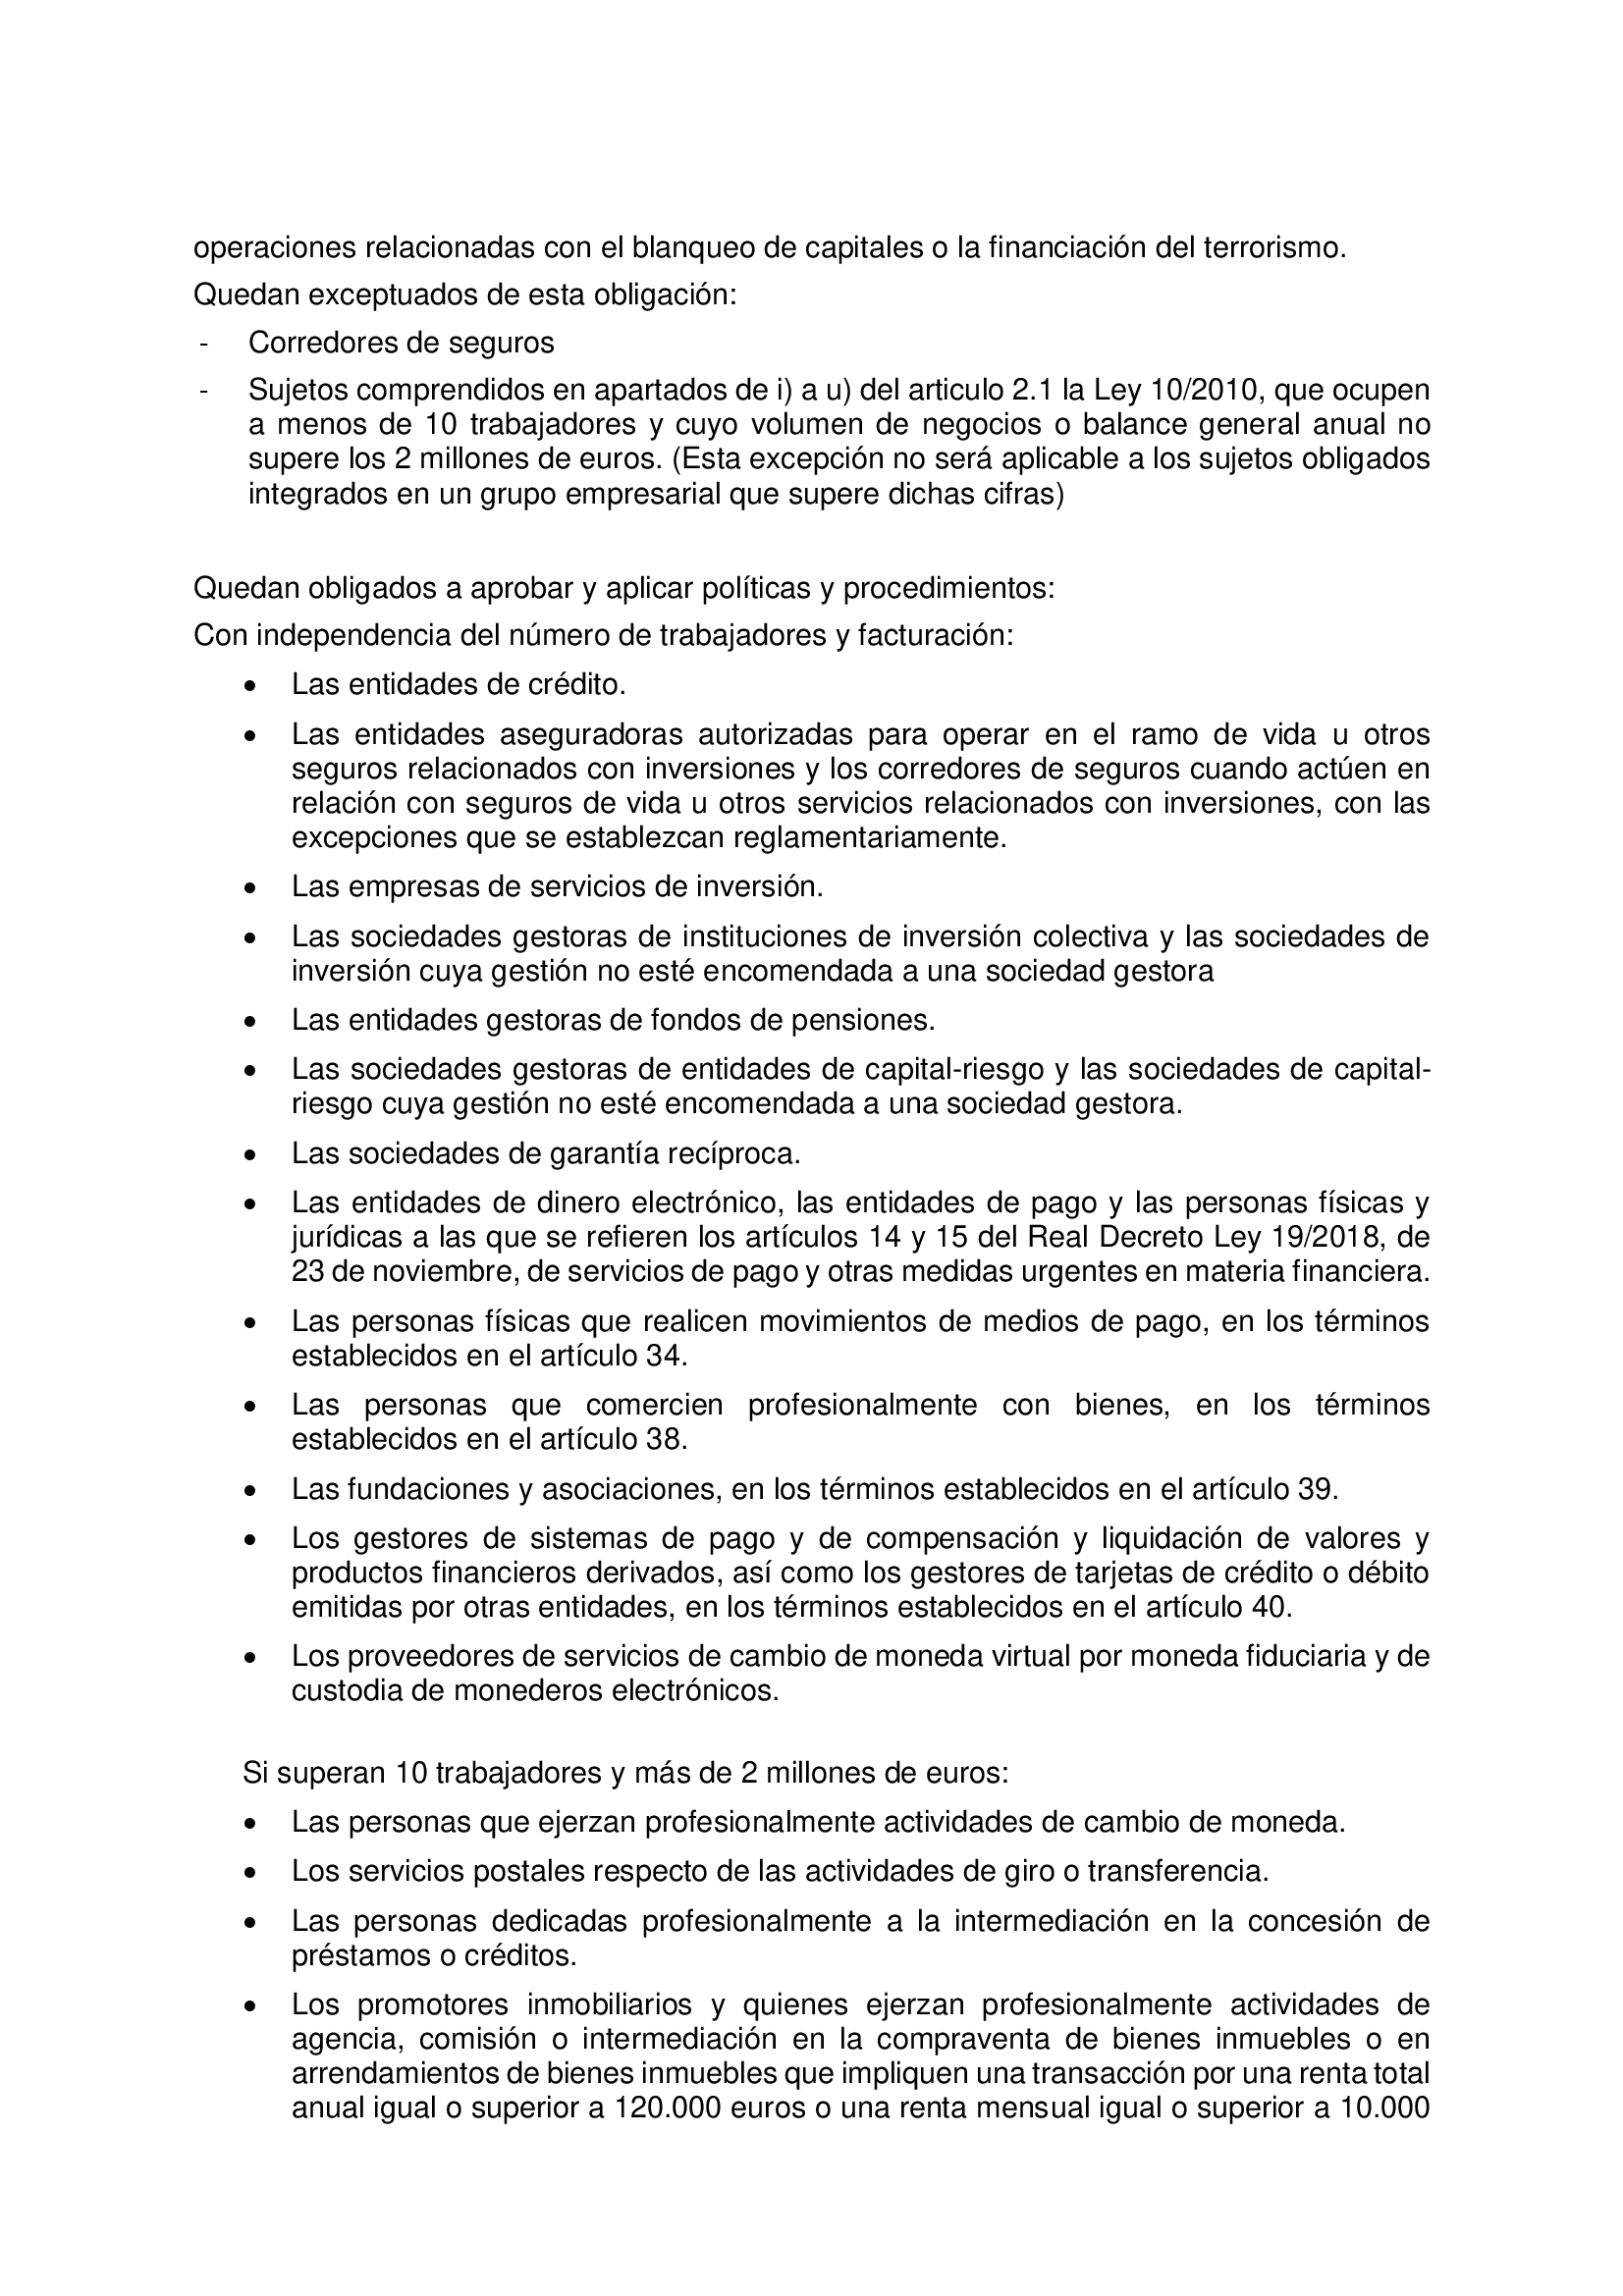 operaciones relacionadas con el blanqueo de capitales o la financiación del terrorismo.
Quedan exceptuados de esta obligación:
- Corredores de seguros
- Sujetos comprendidos en apartados de i) a u) del articulo 2.1 la Ley 10/2010, que ocupen
a menos de 10 trabajadores y cuyo volumen de negocios o balance general anual no
supere los 2 millones de euros. (Esta excepción no será aplicable a los sujetos obligados
integrados en un grupo empresarial que supere dichas cifras)
Quedan obligados a aprobar y aplicar políticas y procedimientos:
Con independencia del número de trabajadores y facturación:
• Las entidades de crédito.
• Las entidades aseguradoras autorizadas para operar en el ramo de vida u otros
seguros relacionados con inversiones y los corredores de seguros cuando actúen en
relación con seguros de vida u otros servicios relacionados con inversiones, con las
excepciones que se establezcan reglamentariamente.
• Las empresas de servicios de inversión.
• Las sociedades gestoras de instituciones de inversión colectiva y las sociedades de
inversión cuya gestión no esté encomendada a una sociedad gestora
• Las entidades gestoras de fondos de pensiones.
• Las sociedades gestoras de entidades de capital-riesgo y las sociedades de capital-
riesgo cuya gestión no esté encomendada a una sociedad gestora.
• Las sociedades de garantía recíproca.
• Las entidades de dinero electrónico, las entidades de pago y las personas físicas y
jurídicas a las que se refieren los artículos 14 y 15 del Real Decreto Ley 19/2018, de
23 de noviembre, de servicios de pago y otras medidas urgentes en materia financiera.
• Las personas físicas que realicen movimientos de medios de pago, en los términos
establecidos en el artículo 34.
• Las personas que comercien profesionalmente con bienes, en los términos
establecidos en el artículo 38.
• Las fundaciones y asociaciones, en los términos establecidos en el artículo 39.
• Los gestores de sistemas de pago y de compensación y liquidación de valores y
productos financieros derivados, así como los gestores de tarjetas de crédito o débito
emitidas por otras entidades, en los términos establecidos en el artículo 40.
• Los proveedores de servicios de cambio de moneda virtual por moneda fiduciaria y de
custodia de monederos electrónicos.
Si superan 10 trabajadores y más de 2 millones de euros:
• Las personas que ejerzan profesionalmente actividades de cambio de moneda.
• Los servicios postales respecto de las actividades de giro o transferencia.
• Las personas dedicadas profesionalmente a la intermediación en la concesión de
préstamos o créditos.
• Los promotores inmobiliarios y quienes ejerzan profesionalmente actividades de
agencia, comisión o intermediación en la compraventa de bienes inmuebles o en
arrendamientos de bienes inmuebles que impliquen una transacción por una renta total
anual igual o superior a 120.000 euros o una renta mensual igual o superior a 10.000